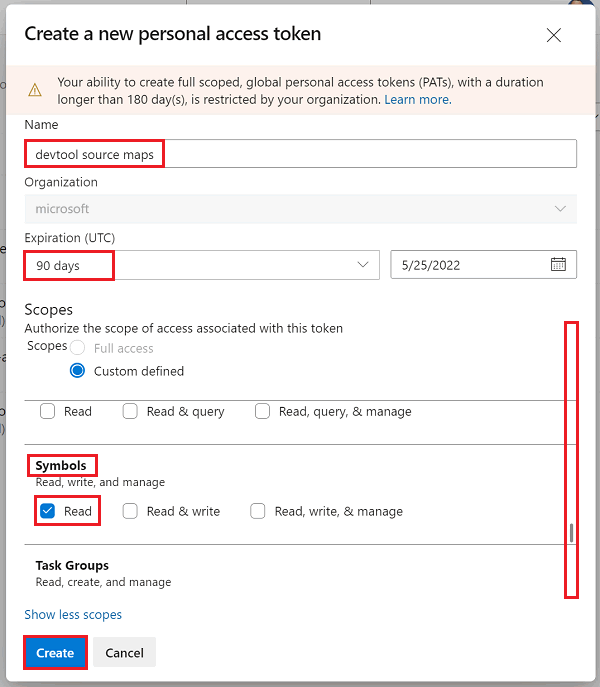 Create a new personal access token
Your ability to create full scoped, global personal access tokens (PATs), with a duration
longer than 180 day(s), is restricted by your organization. Learn more.
Name
devtool source maps
Organization
microsoft
Expiration (UTC)
90 days
5/25/2022
Scopes
Authorize the scope of access associated with this token
Scopes
Full access
Custom defined
Read
Read & query
Read, query, & manage
Symbols
Read, write, and manage
Read
Read & write
Read, write, & manage
Task Groups
Read, create, and manage
Show less scopes
Create
Cancel